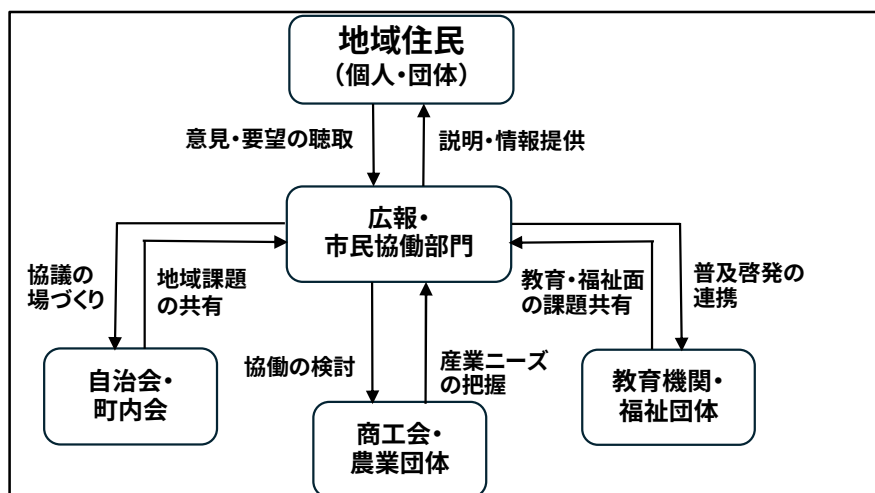 地域住民
（個人・団体）
意見・要望の聴取
説明・情報提供
広報・
市民協働部門
協議の
場づくり
地域課題
の共有
教育・福祉面
の課題共有
普及啓発の
連携
協働の検討
産業ニーズ
の把握
自治会・
町内会
商工会・
農業団体
教育機関・
福祉団体